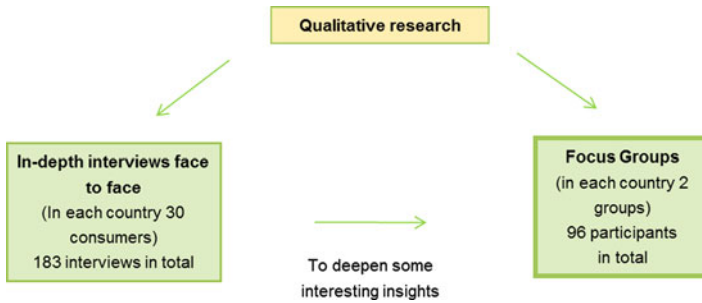 Qualitative research
In-depth interviews face
to face
(In each country 30
consumers)
183 interviews in total
To deepen some
interesting insights
Focus Groups
(in each country 2
groups)
96 participants
in total